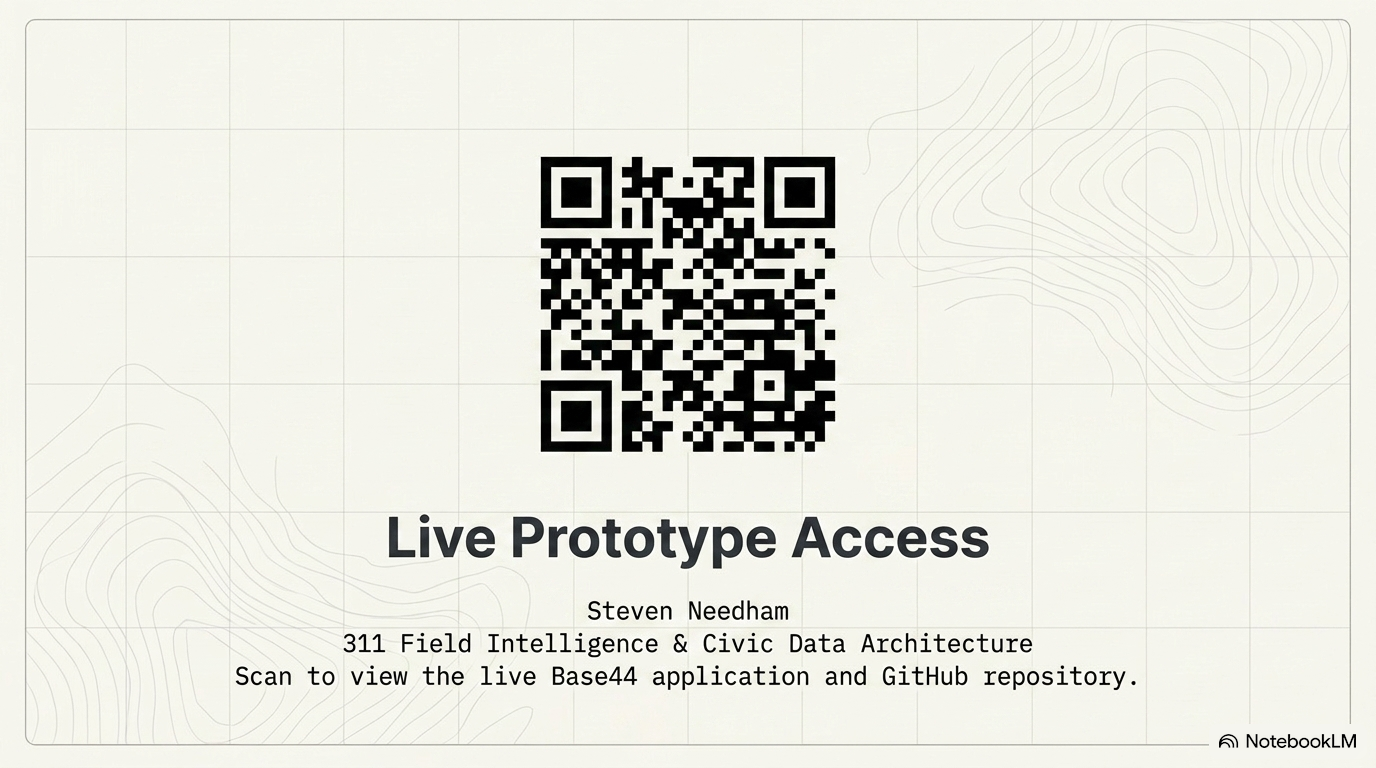 Live Prototype Access
Steven Needham
311 Field Intelligence & Civic Data Architecture
Scan to view the live Base44 application and GitHub repository.
NotebookLM